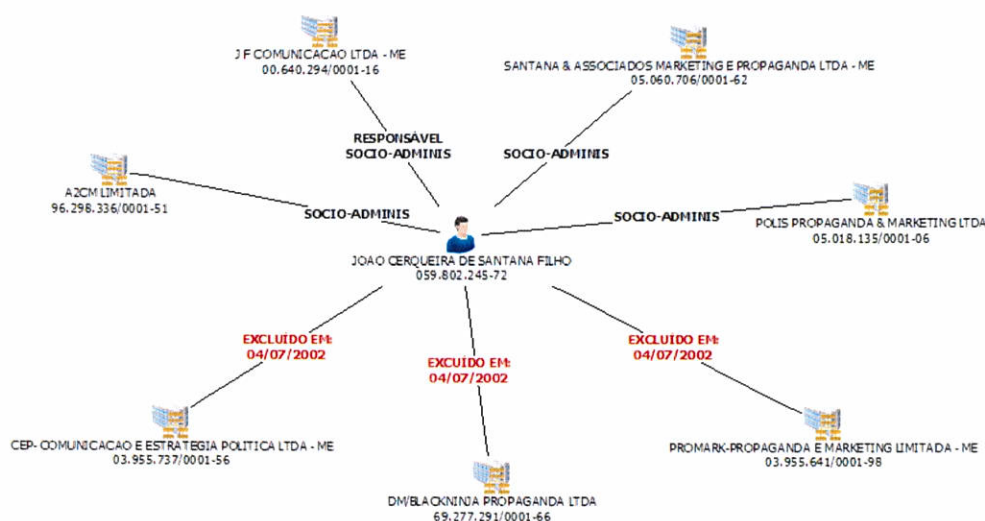 J F COMUNICACAO LTDA - ME
00.640.294/0001-16
SANTANA & ASSOCIADOS MARKETING E PROPAGANDA LTDA - ME
05.060.706/0001-62
RESPONSÁVEL
SOCIO-ADMINIS
SOCIO-ADMINIS
A2CM LIMITADA
96.298.336/0001-51
SOCIO-ADMINIS
SOCIO-ADMINIS
POLIS PROPAGANDA & MARKETING LTDA
05.018.135/0001-06
JOAO CERQUEIRA DE SANTANA FILHO
059.802.245-72
EXCLUÍDO EM:
04/07/2002
EXCUÍDO EM:
04/07/2002
EXCLUÍDO EM:
04/07/2002
CEP- COMUNICACAO E ESTRATEGIA POLITICA LTDA - ME
03.955.737/0001-56
PROMARK-PROPAGANDA E MARKETING LIMITADA - ME
03.955.641/0001-98
DM/BLACKNINJA PROPAGANDA LTDA
69.277.291/0001-66